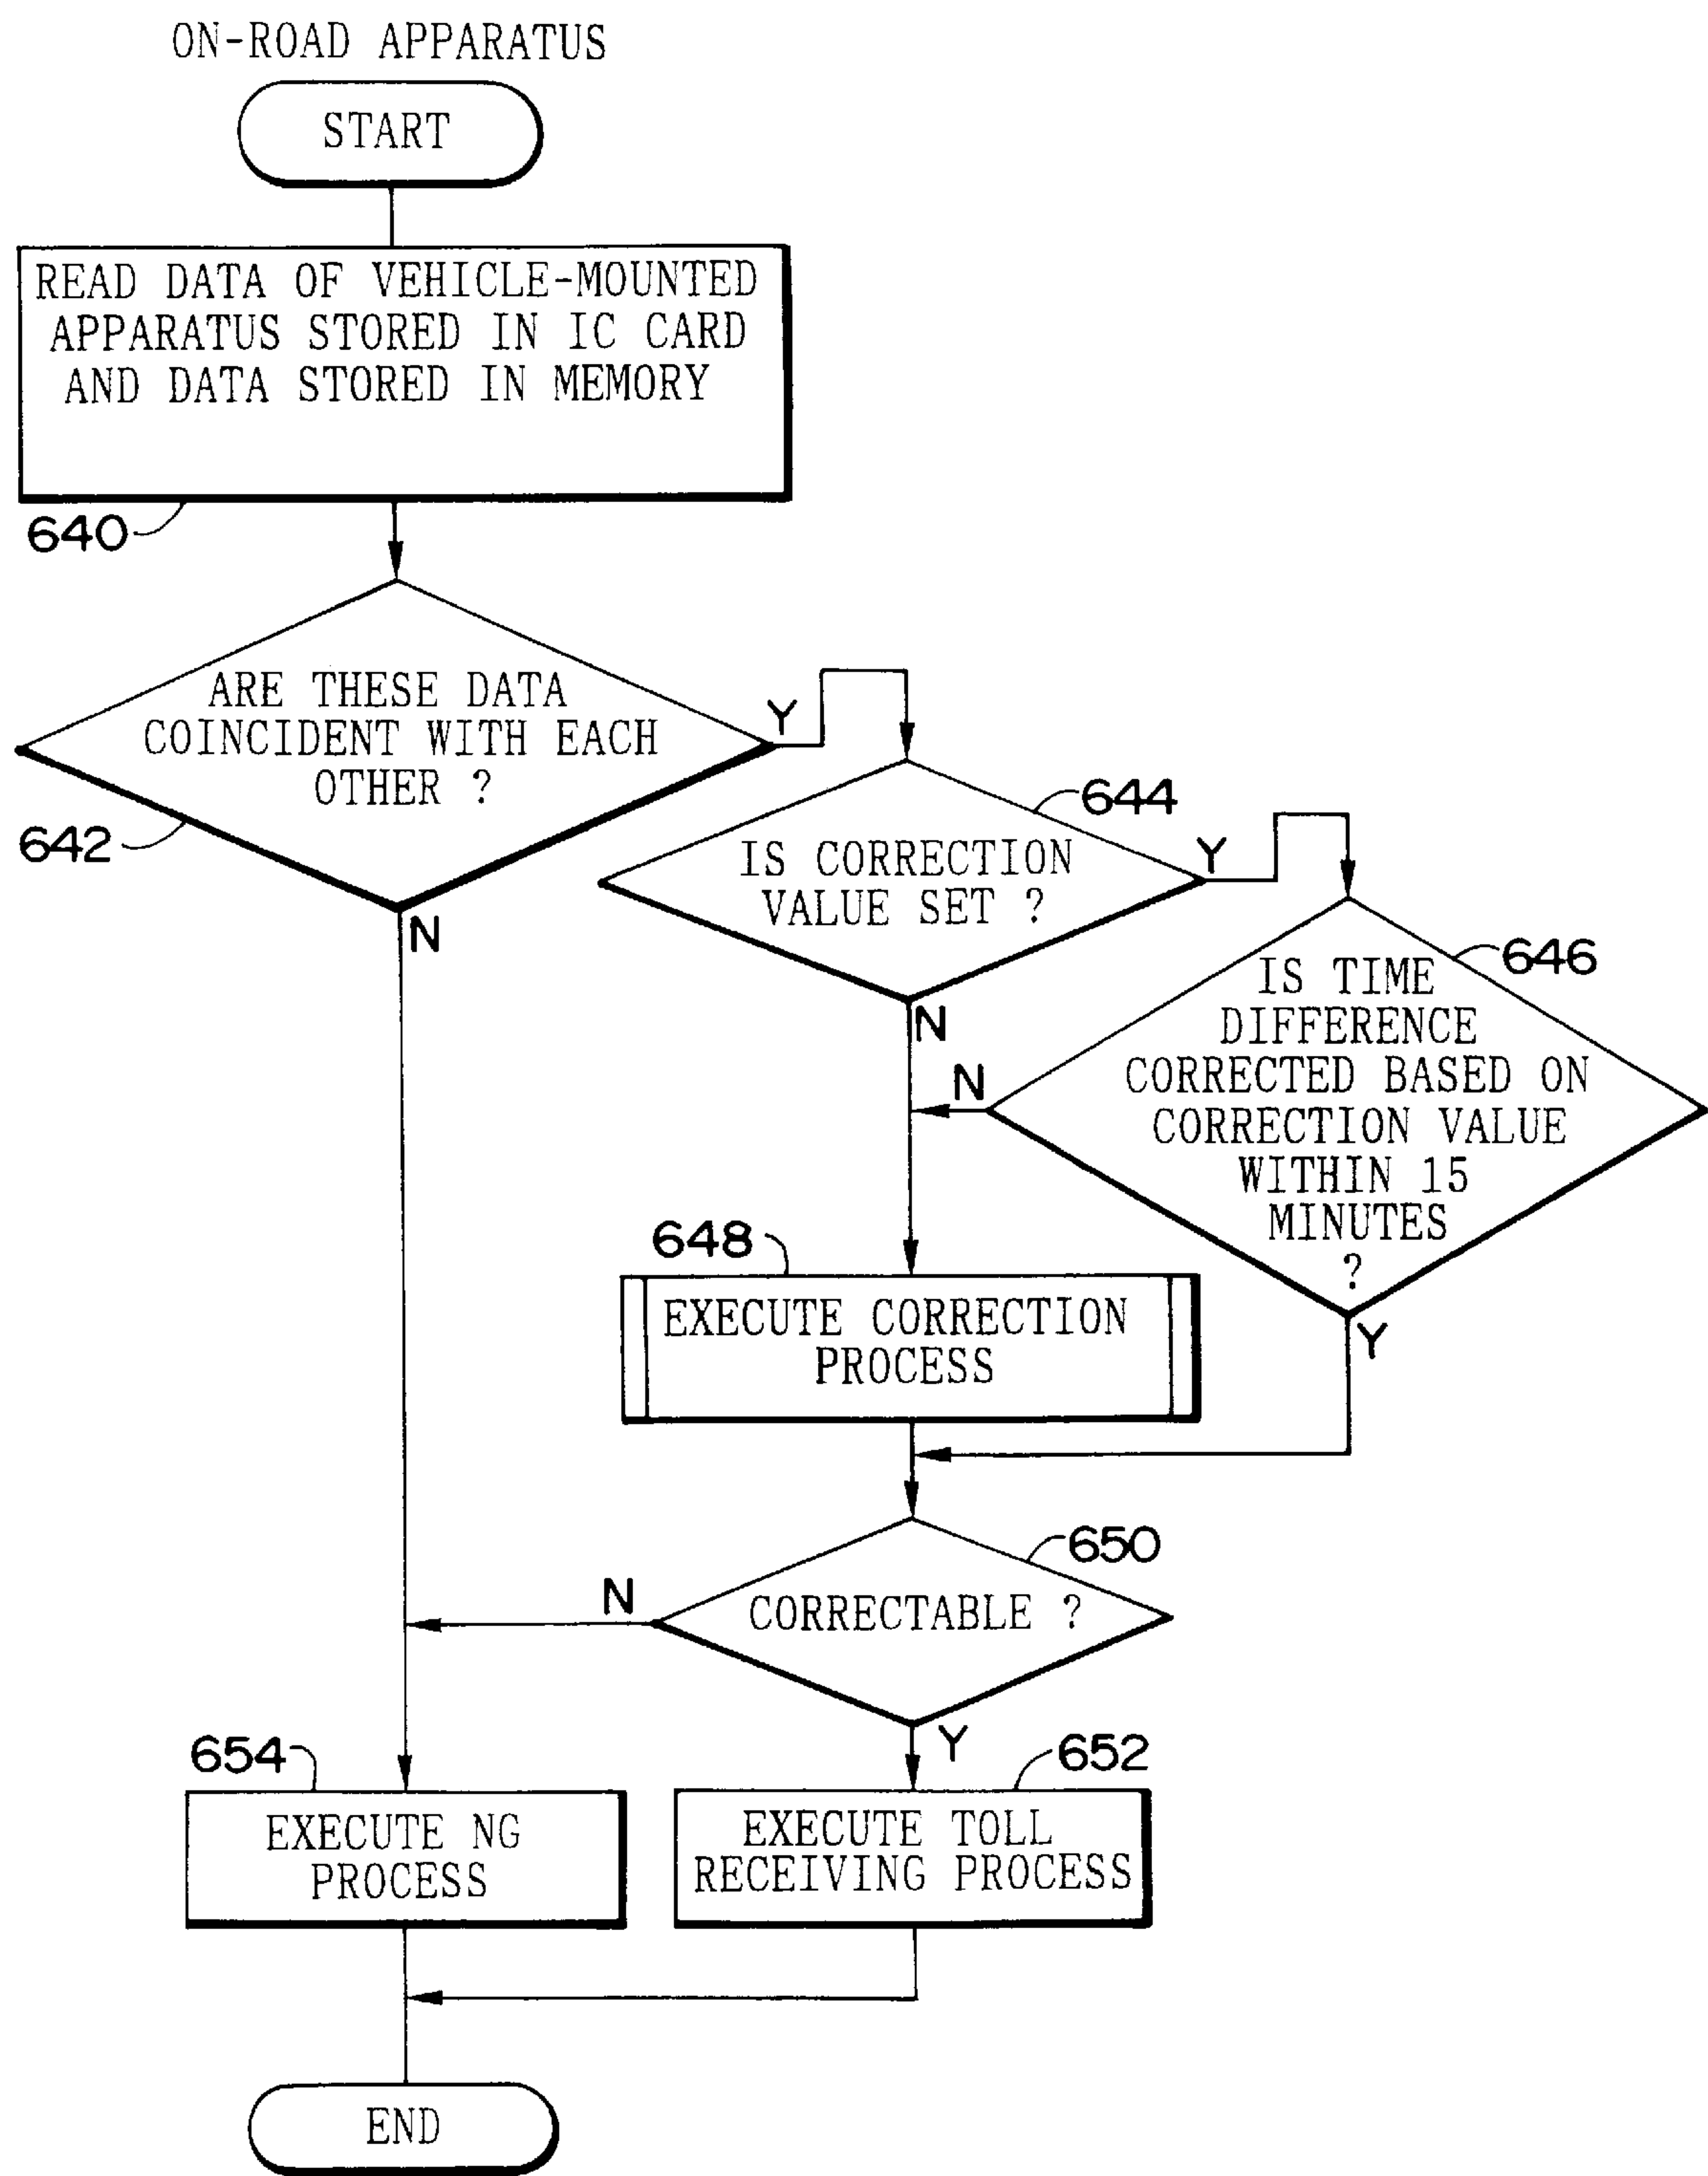 ON-ROAD APPARATUS
START
READ DATA OF VEHICLE-MOUNTED
APPARATUS STORED IN IC CARD
AND DATA STORED IN MEMORY
640
ARE THESE DATA
COINCIDENT WITH EACH
OTHER ?
642
Y
N
644
IS CORRECTION
VALUE SET ?
Y
N
646
IS TIME
DIFFERENCE
CORRECTED BASED ON
CORRECTION VALUE
WITHIN 15
MINUTES
?
N
Y
648
EXECUTE CORRECTION
PROCESS
650
CORRECTABLE ?
N
Y
654
EXECUTE NG
PROCESS
652
EXECUTE TOLL
RECEIVING PROCESS
END